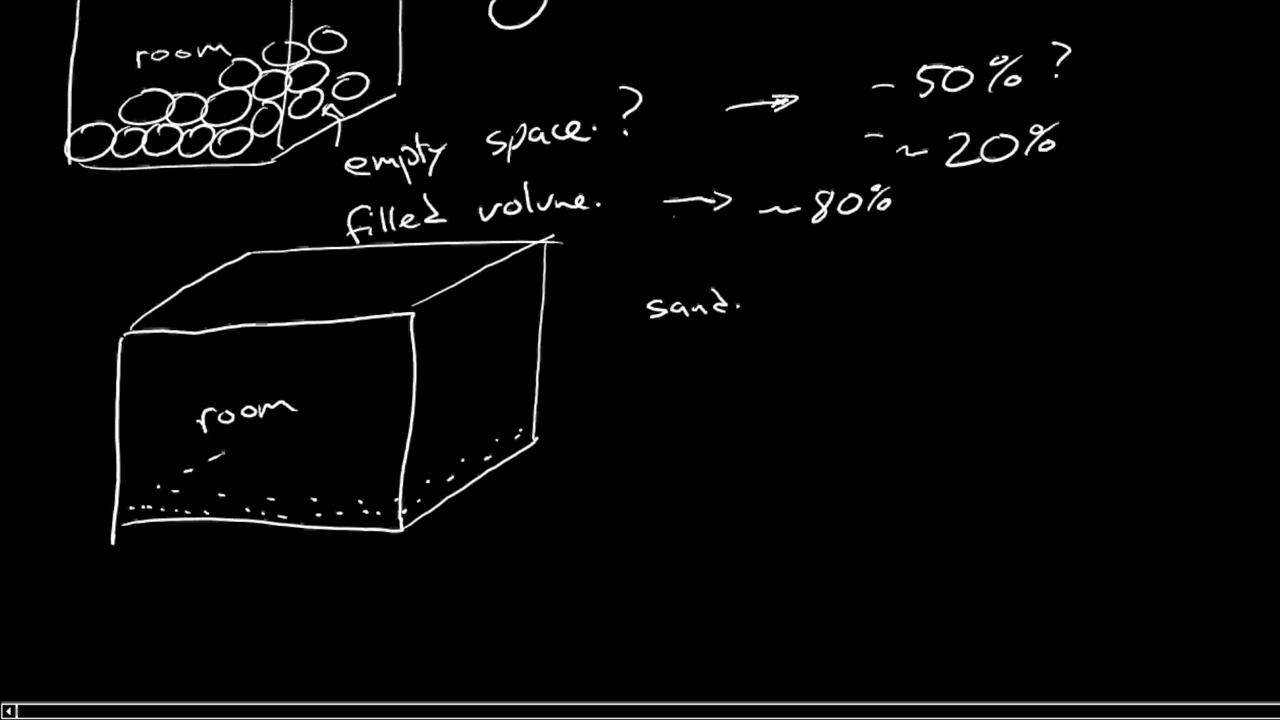 room
- 50% ?
empty space. ? →
- ~ 20%
filled volume. → ~ 80%
sand.
room